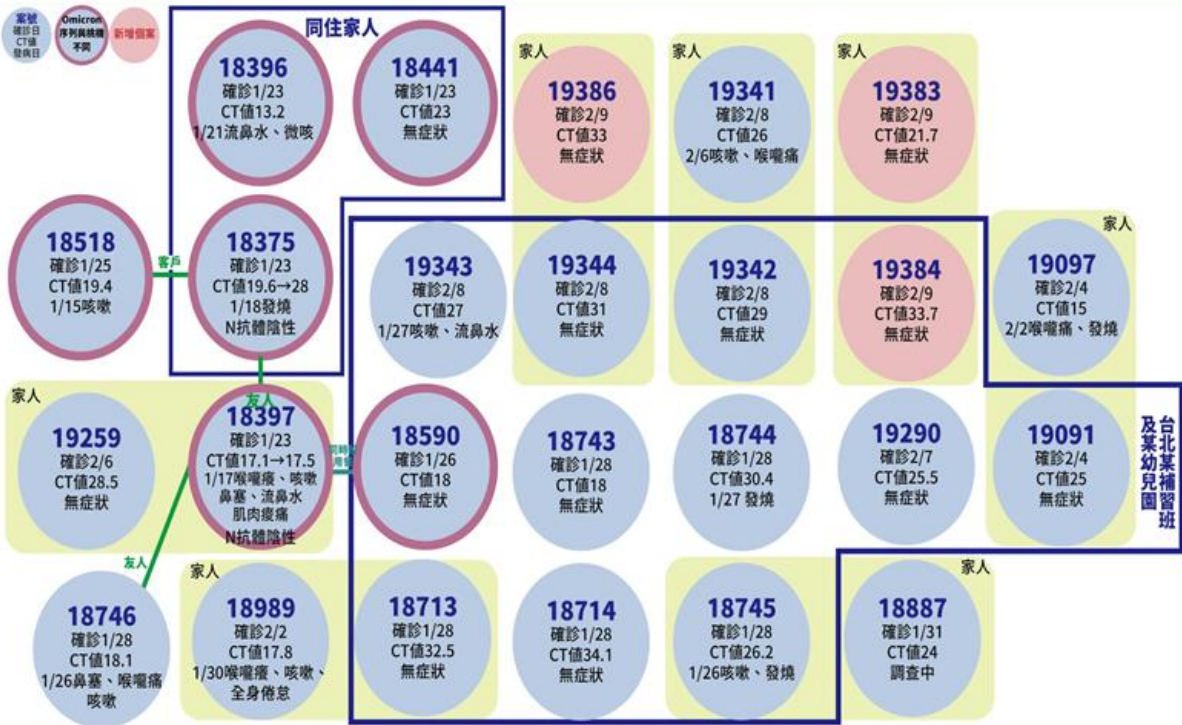 案號
確診日
CT值
發病日
Omicron
序列與桃機
不同
新增個案
同住家人
18396
確診1/23
CT值13.2
1/21流鼻水、微咳
18441
確診1/23
CT值23
無症狀
家人
19386
確診2/9
CT值33
無症狀
家人
19341
確診2/8
CT值26
2/6咳嗽、喉嚨痛
家人
19383
確診2/9
CT值21.7
無症狀
18518
確診1/25
CT值19.4
1/15咳嗽
客戶
18375
確診1/23
CT值19.6→28
1/18發燒
N抗體陰性
19343
確診2/8
CT值27
1/27咳嗽、流鼻水
19344
確診2/8
CT值31
無症狀
19342
確診2/8
CT值29
無症狀
19384
確診2/9
CT值33.7
無症狀
家人
19097
確診2/4
CT值15
2/2喉嚨痛、發燒
家人
19259
確診2/6
CT值28.5
無症狀
友人
18397
確診1/23
CT值17.1→17.5
1/17喉嚨癢、咳嗽
鼻塞、流鼻水
肌肉痠痛
N抗體陰性
18590
確診1/26
CT值18
無症狀
18743
確診1/28
CT值18
無症狀
18744
確診1/28
CT值30.4
1/27 發燒
19290
確診2/7
CT值25.5
無症狀
19091
確診2/4
CT值25
無症狀
台北某補習班
及某幼兒園
友人
18746
確診1/28
CT值18.1
1/26鼻塞、喉嚨痛
咳嗽
家人
18989
確診2/2
CT值17.8
1/30喉嚨癢、咳嗽、
全身倦怠
18713
確診1/28
CT值32.5
無症狀
18714
確診1/28
CT值34.1
無症狀
18745
確診1/28
CT值26.2
1/26咳嗽、發燒
家人
18887
確診1/31
CT值24
調查中